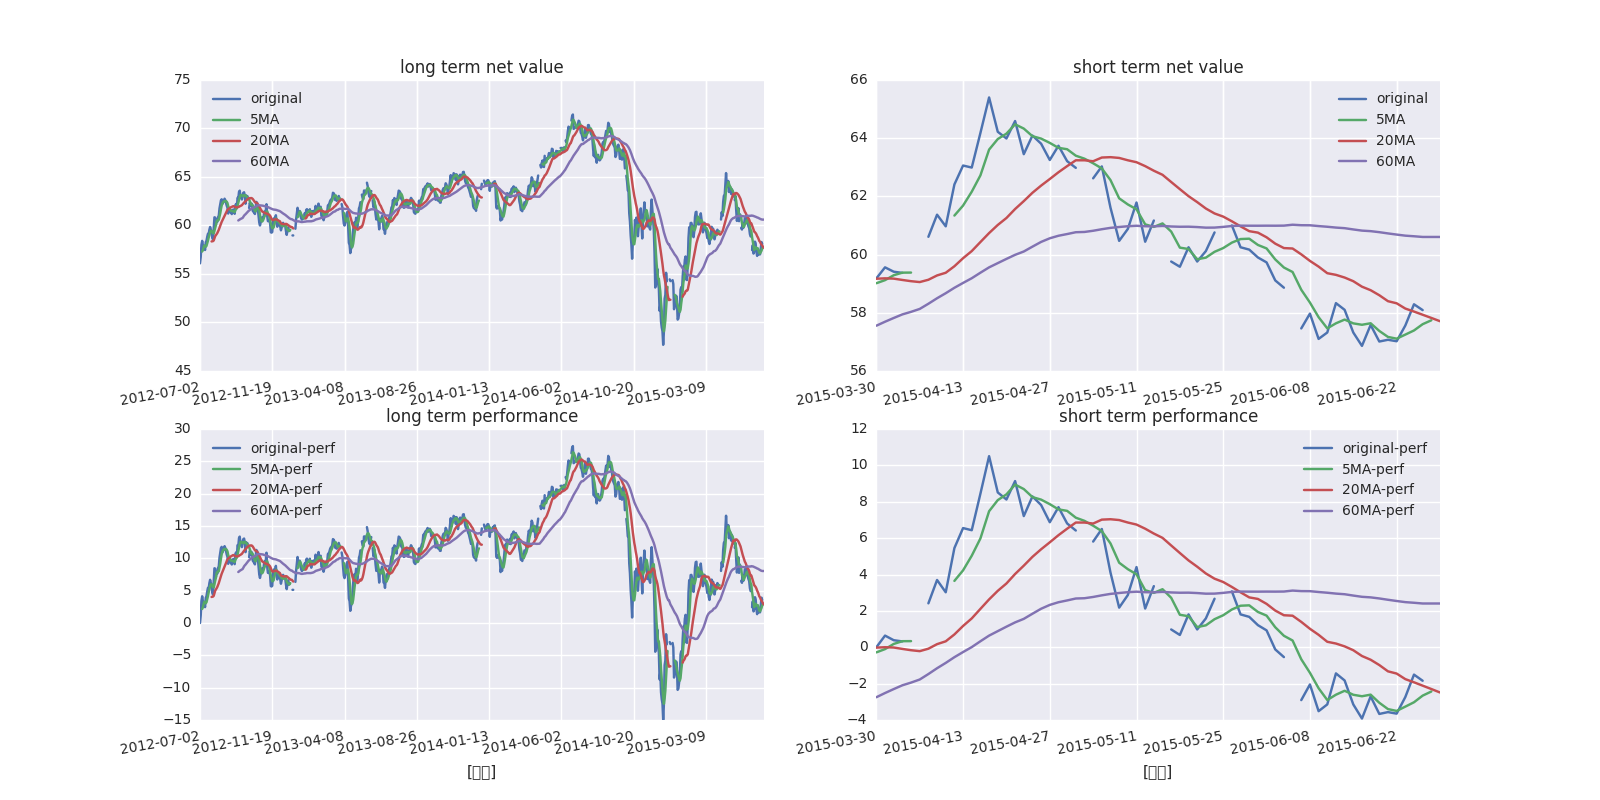 long term net value
75
70
65
60
55
50
45
original
5MA
20MA
60MA
2012-07-02 2012-11-19 2013-04-08 2013-08-26 2014-01-13 2014-06-02 2014-10-20 2015-03-09
short term net value
66
64
62
60
58
56
original
5MA
20MA
60MA
2015-03-30 2015-04-13 2015-04-27 2015-05-11 2015-05-25 2015-06-08 2015-06-22
long term performance
30
25
20
15
10
5
0
−5
−10
−15
original-perf
5MA-perf
20MA-perf
60MA-perf
2012-07-02 2012-11-19 2013-04-08 2013-08-26 2014-01-13 2014-06-02 2014-10-20 2015-03-09
short term performance
12
10
8
6
4
2
0
−2
−4
original-perf
5MA-perf
20MA-perf
60MA-perf
2015-03-30 2015-04-13 2015-04-27 2015-05-11 2015-05-25 2015-06-08 2015-06-22